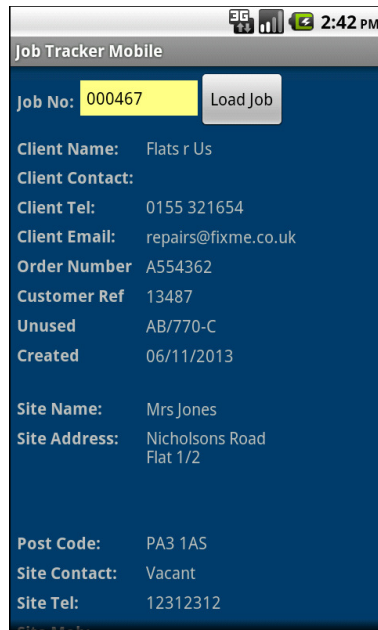 3G 2:42 PM
Job Tracker Mobile
Job No: 000467 Load Job
Client Name: Flats r Us
Client Contact:
Client Tel: 0155 321654
Client Email: repairs@fixme.co.uk
Order Number A554362
Customer Ref 13487
Unused AB/770-C
Created 06/11/2013
Site Name: Mrs Jones
Site Address: Nicholsons Road
Flat 1/2
Post Code: PA3 1AS
Site Contact: Vacant
Site Tel: 12312312